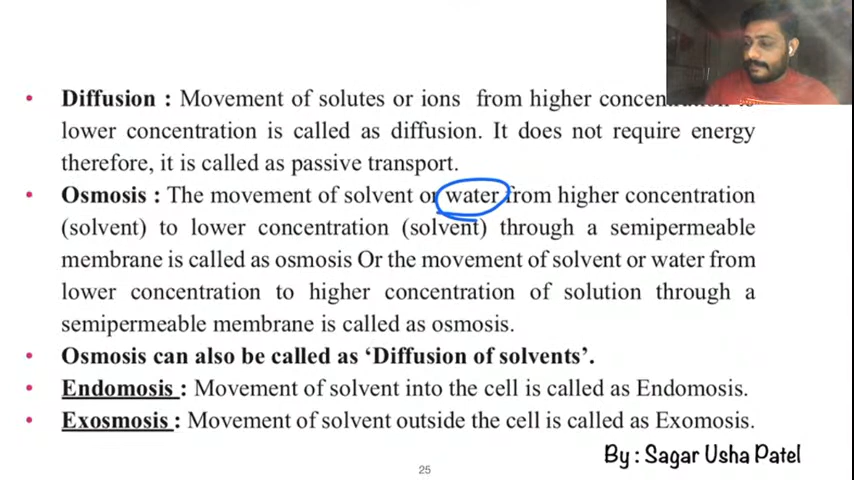 • Diffusion : Movement of solutes or ions from higher
lower concentration is called as diffusion. It does not require energy
therefore, it is called as passive transport.
• Osmosis : The movement of solvent or water from higher concentration
(solvent) to lower concentration (solvent) through a semipermeable
membrane is called as osmosis Or the movement of solvent or water from
lower concentration to higher concentration of solution through a
semipermeable membrane is called as osmosis.
• Osmosis can also be called as ‘Diffusion of solvents’.
• Endomosis : Movement of solvent into the cell is called as Endomosis.
• Exosmosis : Movement of solvent outside the cell is called as Exomosis.
By : Sagar Usha Patel
25